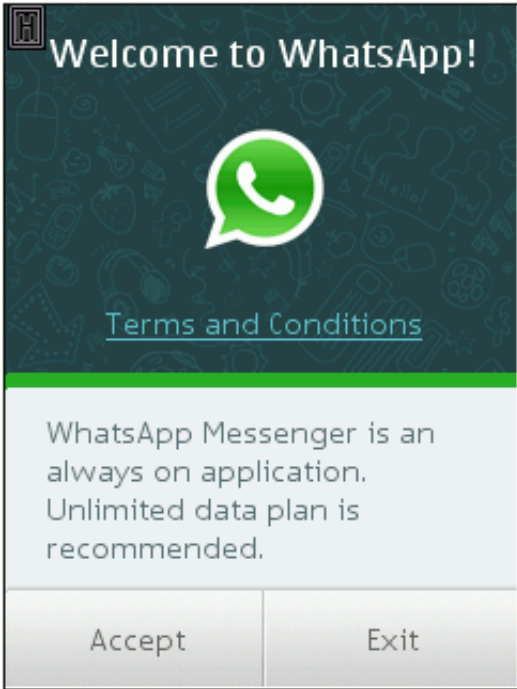 H
Welcome to WhatsApp!
Hello!
Terms and Conditions
WhatsApp Messenger is an
always on application.
Unlimited data plan is
recommended.
Accept
Exit